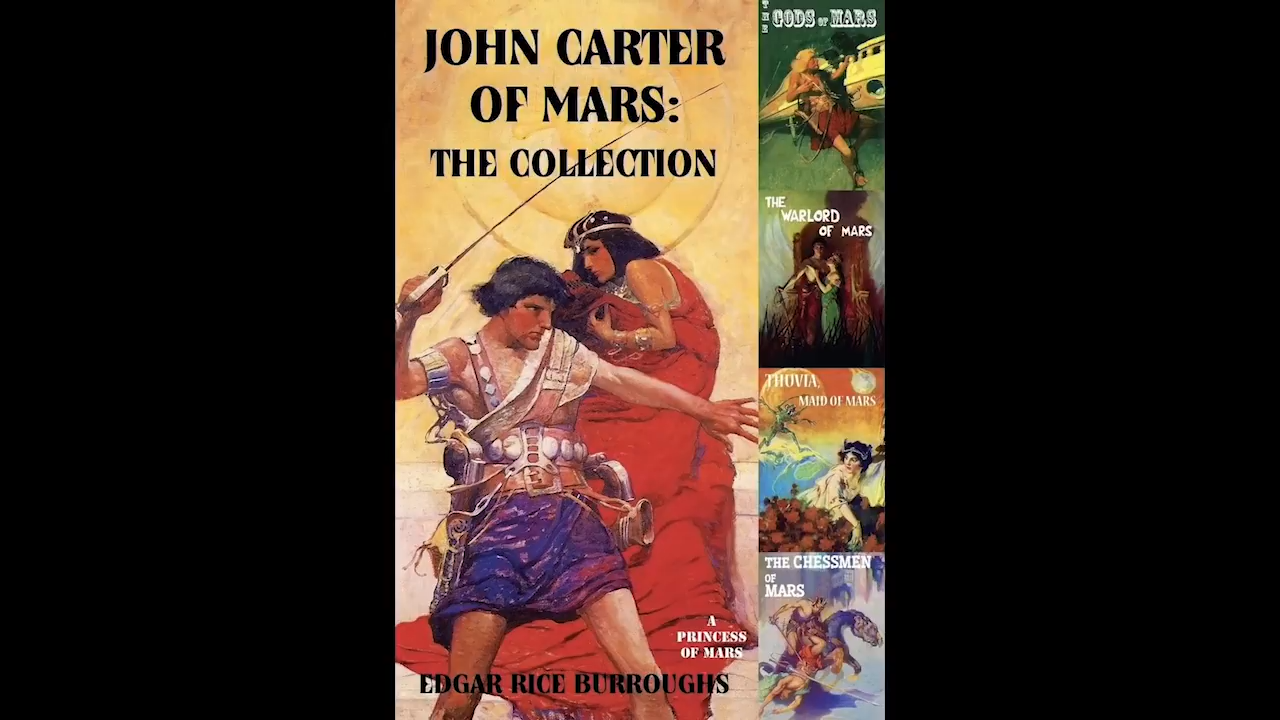 JOHN CARTER
OF MARS:
THE COLLECTION
A
PRINCESS
OF MARS
EDGAR RICE BURROUGHS
THE
GODS OF MARS
THE
WARLORD
OF MARS
THUVIA,
MAID OF MARS
THE CHESSMEN
OF
MARS